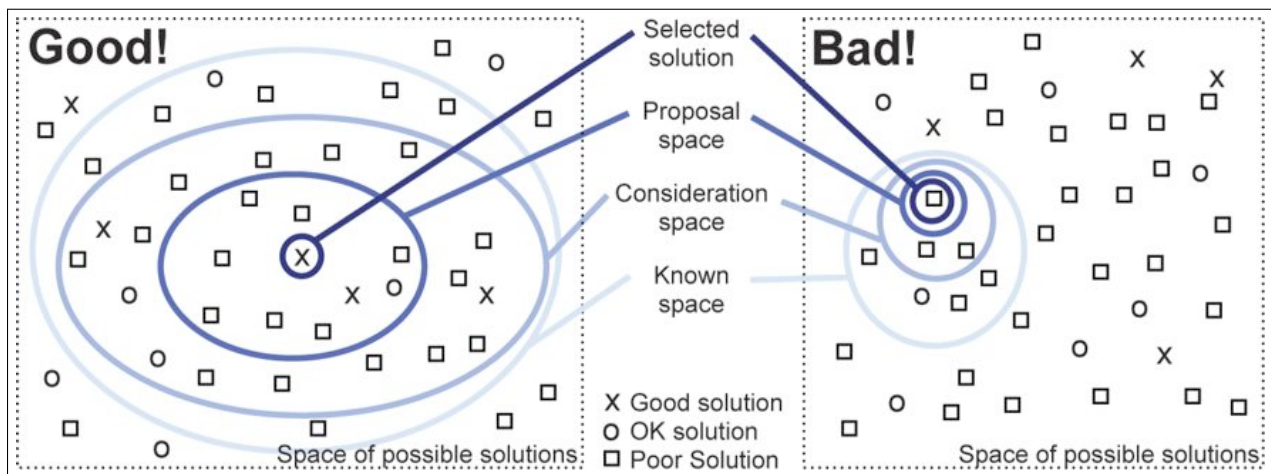 Good!
Selected
solution
Proposal
space
Consideration
space
Known
space
X Good solution
O OK solution
Poor Solution
Space of possible solutions
Bad!
Space of possible solutions